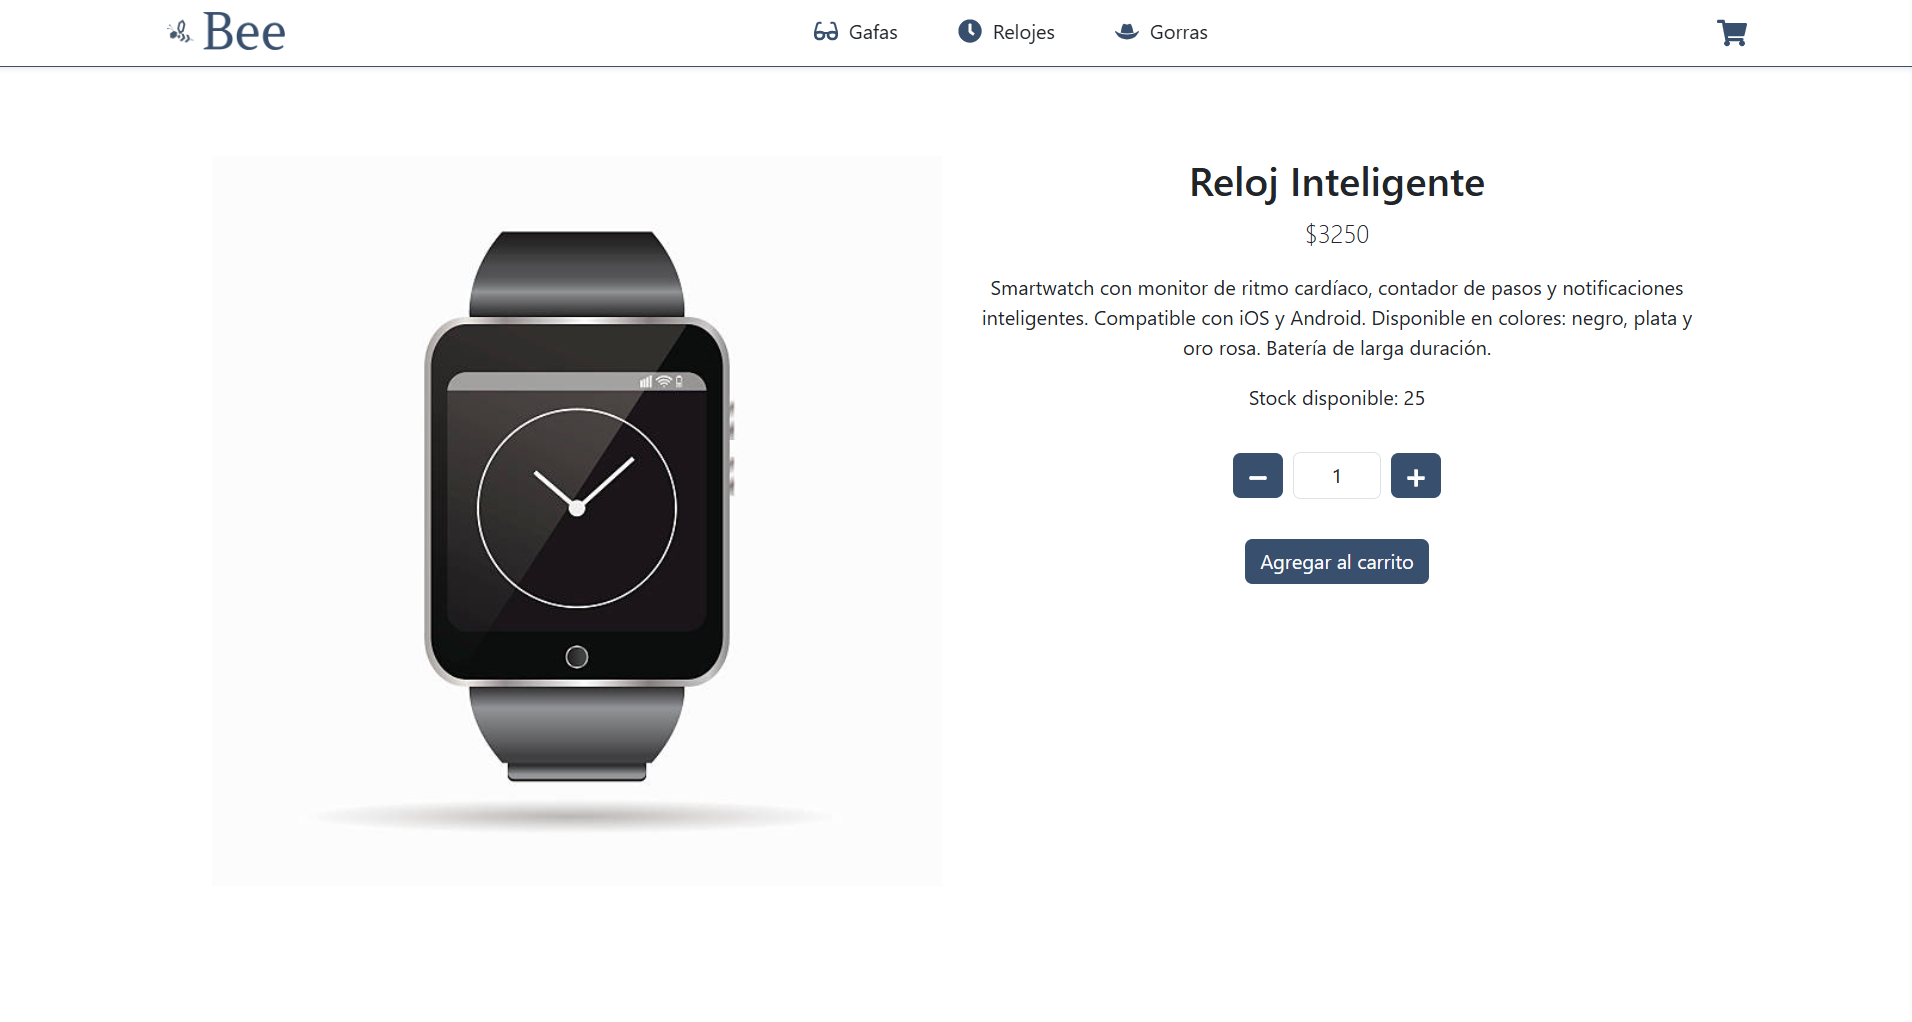 Bee
Gafas
Relojes
Gorras
Reloj Inteligente
$3250
Smartwatch con monitor de ritmo cardíaco, contador de pasos y notificaciones
inteligentes. Compatible con iOS y Android. Disponible en colores: negro, plata y
oro rosa. Batería de larga duración.
Stock disponible: 25
1
Agregar al carrito